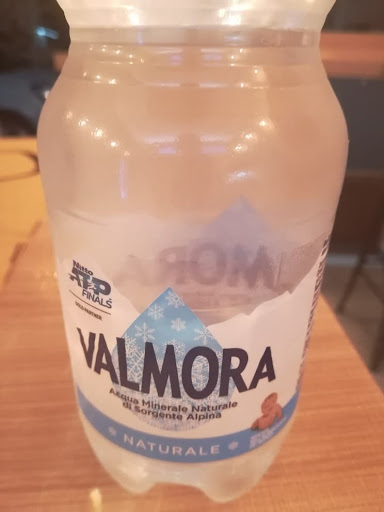 Nitto
ATP
FINALS
VALMORA
Acqua Minerale Naturale
di Sorgente Alpina
NATURALE